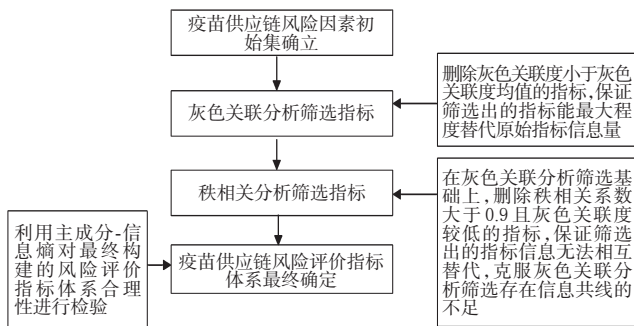 疫苗供应链风险因素初
始集确立
灰色关联分析筛选指标
删除灰色关联度小于灰色
关联度均值的指标,保证
筛选出的指标能最大程
度替代原始指标信息量
秩相关分析筛选指标
在灰色关联分析筛选基
础上,删除秩相关系数
大于0.9且灰色关联度
较低的指标,保证筛选
出的指标信息无法相互
替代,克服灰色关联分
析筛选存在信息共线的
不足
利用主成分-信
息熵对最终构
建的风险评价
指标体系合理
性进行检验
疫苗供应链风险评价指标
体系最终确定